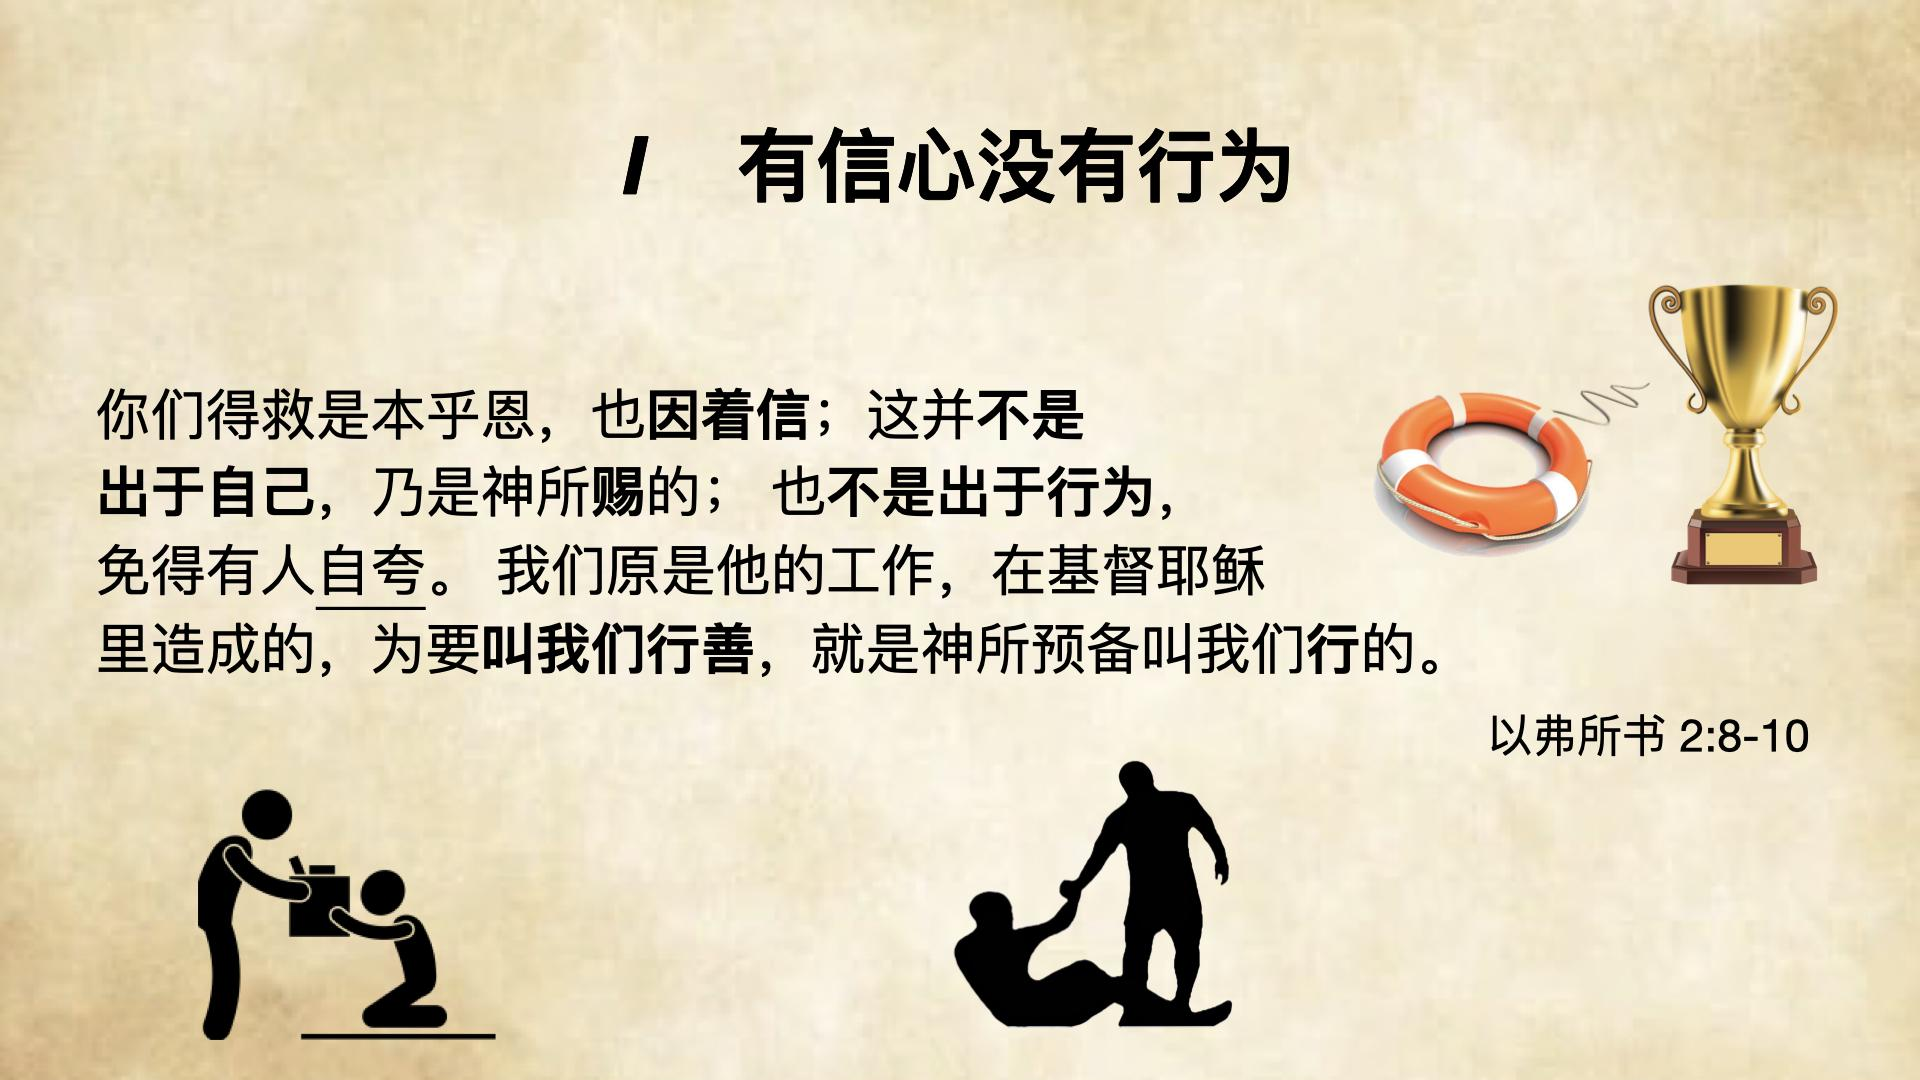 I 有信心没有行为
你们得救是本乎恩，也因着信；这并不是
出于自己，乃是神所赐的； 也不是出于行为，
免得有人自夸。 我们原是他的工作，在基督耶稣
里造成的，为要叫我们行善，就是神所预备叫我们行的。
以弗所书 2:8-10